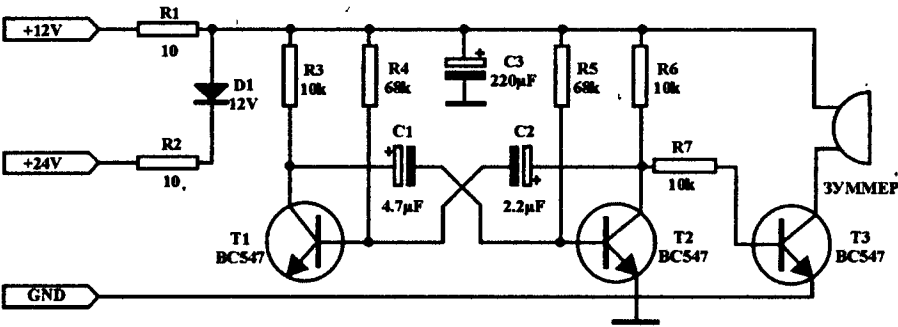 +12V
R1
10
D1
12V
+24V
R2
10
R3
10k
R4
68k
C3
220µF
R5
68k
R6
10k
C1
4.7µF
C2
2.2µF
R7
10k
ЗУММЕР
T1
BC547
T2
BC547
T3
BC547
GND